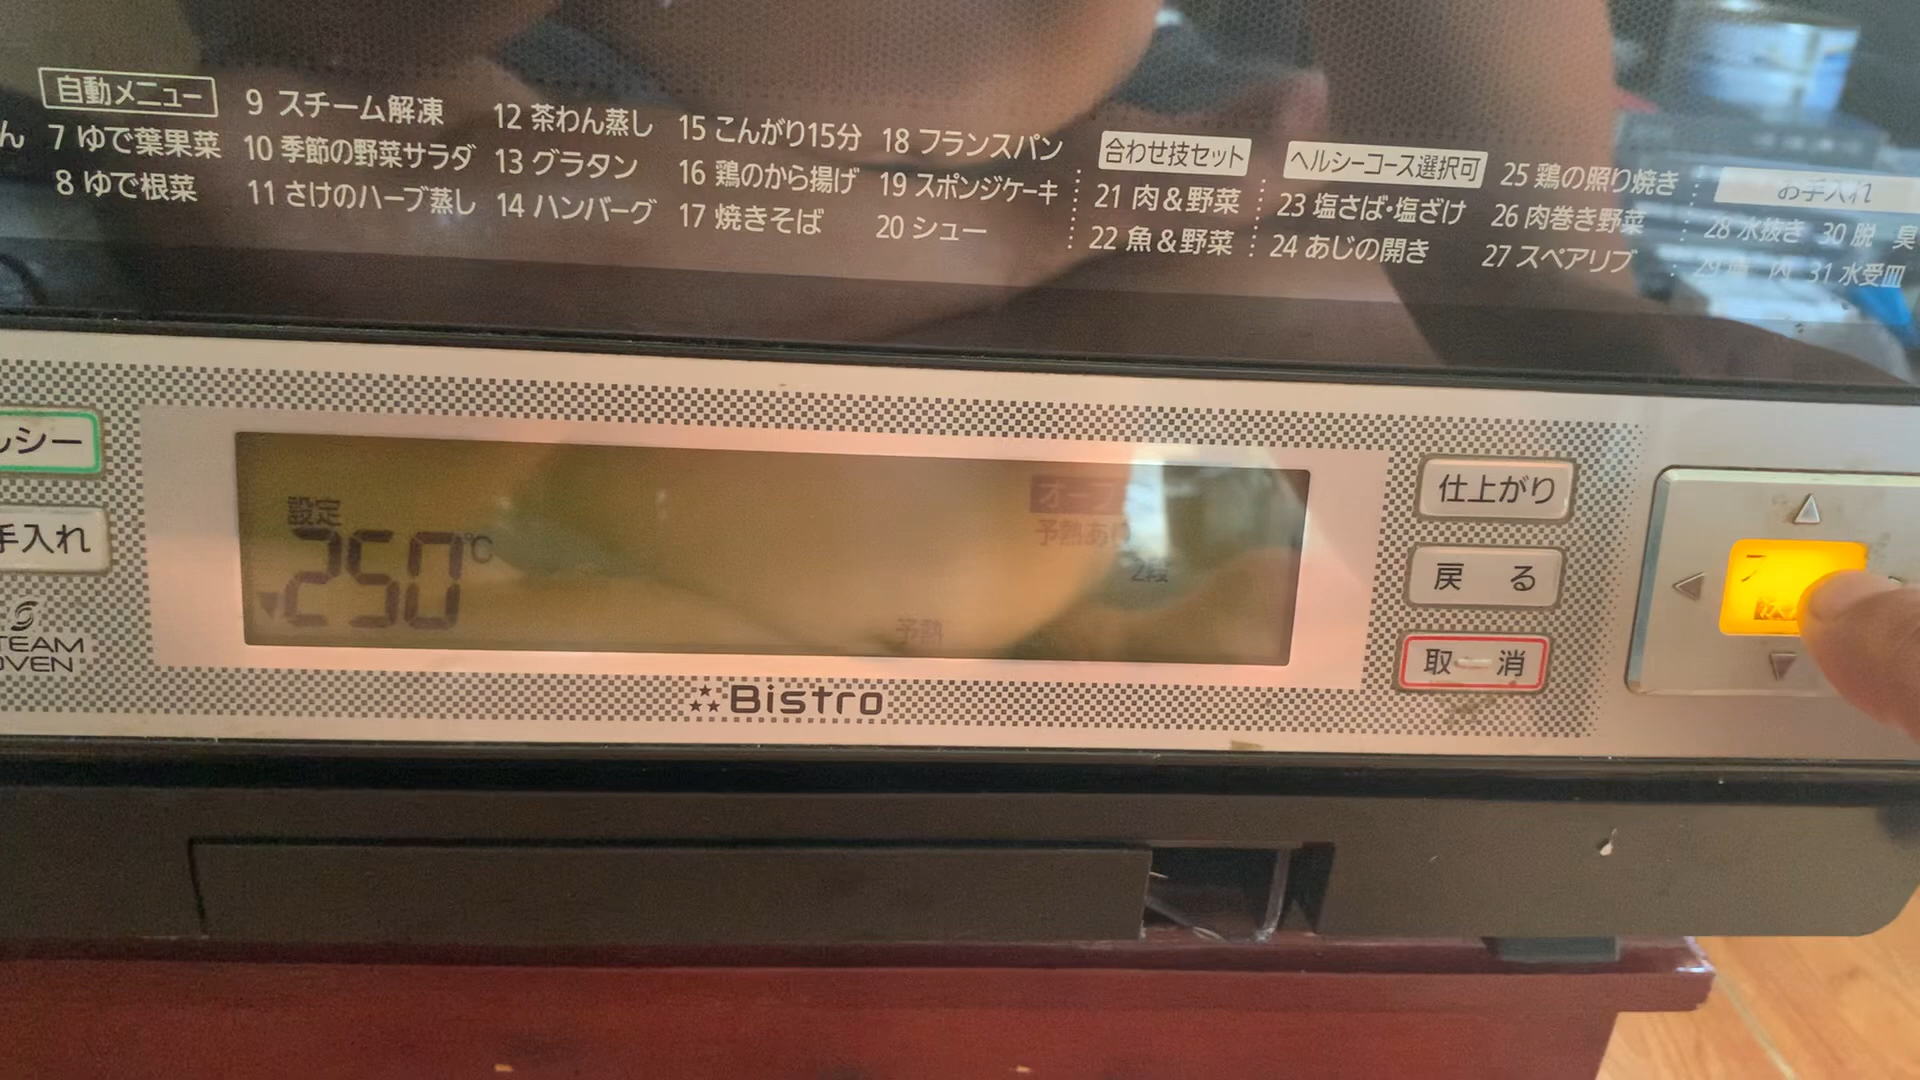 自動メニュー
ん 7 ゆで葉果菜
8 ゆで根菜
9 スチーム解凍
10 季節の野菜サラダ
11 さけのハーブ蒸し
12 茶わん蒸し
13 グラタン
14 ハンバーグ
15 こんがり15分
16 鶏のから揚げ
17 焼きそば
18 フランスパン
19 スポンジケーキ
20 シュー
合わせ技セット
21 肉&野菜
22 魚&野菜
ヘルシーコース選択可
23 塩さば・塩ざけ
24 あじの開き
25 鶏の照り焼き
26 肉巻き野菜
27 スペアリブ
お手入れ
28 水抜き 30 脱 臭
29 内 31 水受皿
ルシー
手入れ
TEAM
OVEN
設定
250℃
オーブ
予熱あり
2段
予熱
Bistro
仕上がり
戻 る
取 消